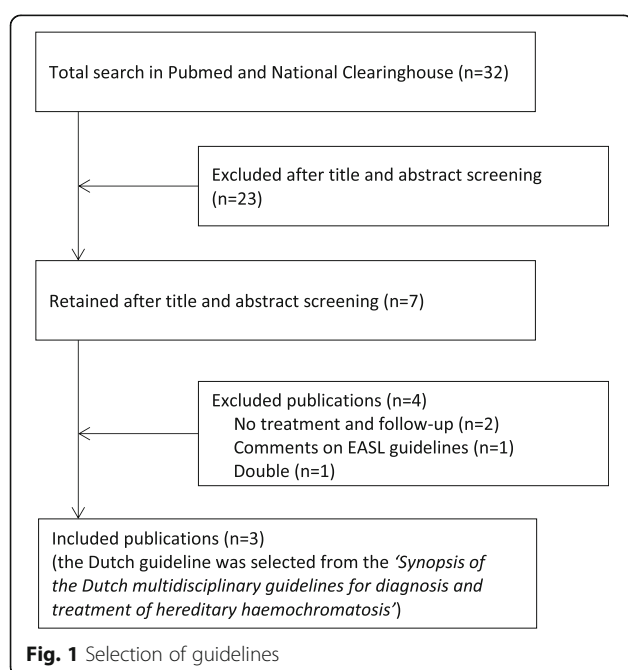 Total search in Pubmed and National Clearinghouse (n=32)
Excluded after title and abstract screening
(n=23)
Retained after title and abstract screening (n=7)
Excluded publications (n=4)
No treatment and follow-up (n=2)
Comments on EASL guidelines (n=1)
Double (n=1)
Included publications (n=3)
(the Dutch guideline was selected from the ‘Synopsis of
the Dutch multidisciplinary guidelines for diagnosis and
treatment of hereditary haemochromatosis’)
Fig. 1 Selection of guidelines